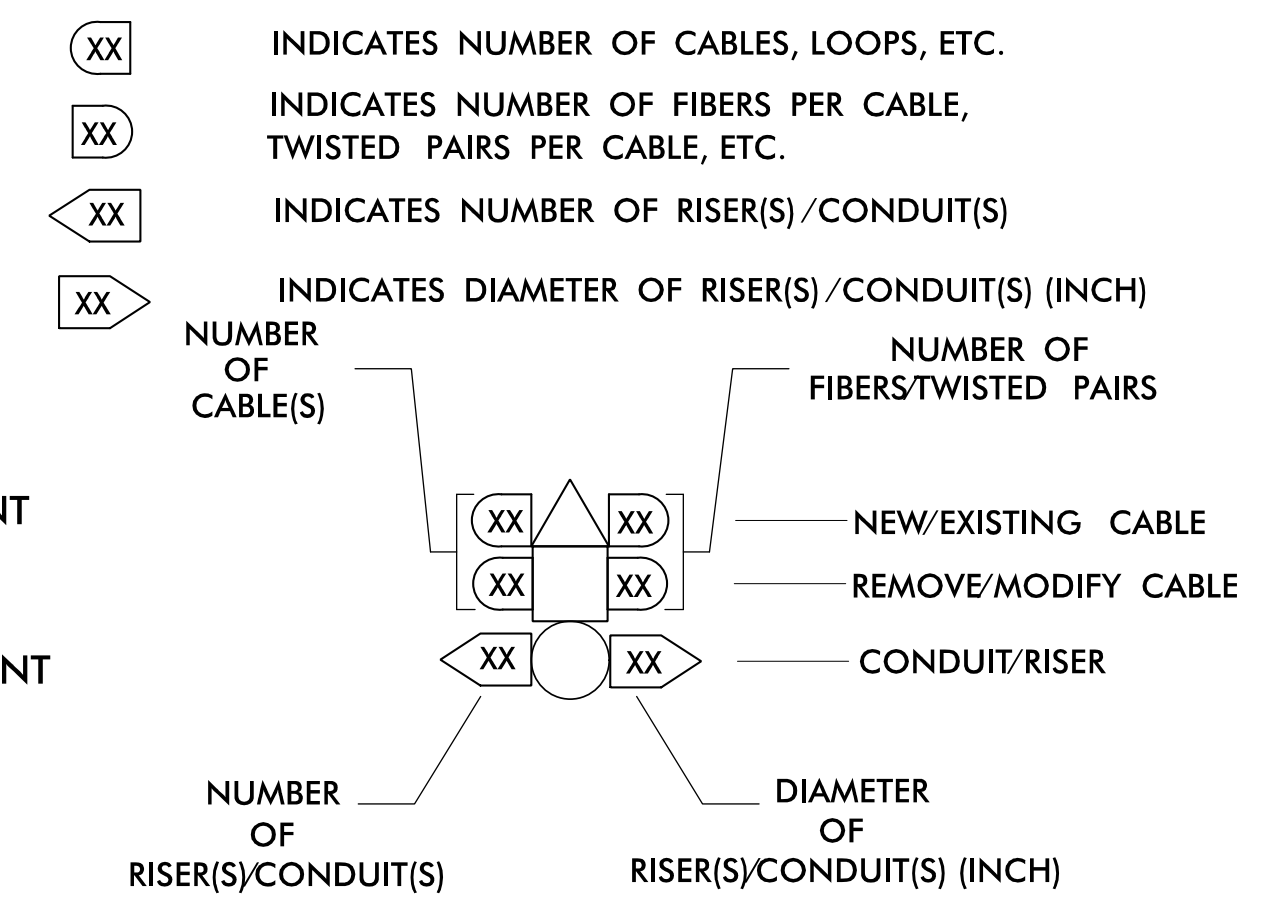 XX INDICATES NUMBER OF CABLES, LOOPS, ETC.
XX INDICATES NUMBER OF FIBERS PER CABLE,
TWISTED PAIRS PER CABLE, ETC.
XX INDICATES NUMBER OF RISER(S)/CONDUIT(S)
XX INDICATES DIAMETER OF RISER(S)/CONDUIT(S) (INCH)
NUMBER
OF
CABLE(S)
NUMBER OF
FIBERS/TWISTED PAIRS
NT
XX XX NEW/EXISTING CABLE
XX XX REMOVE/MODIFY CABLE
NT
XX XX CONDUIT/RISER
NUMBER
OF
RISER(S)/CONDUIT(S)
DIAMETER
OF
RISER(S)/CONDUIT(S) (INCH)